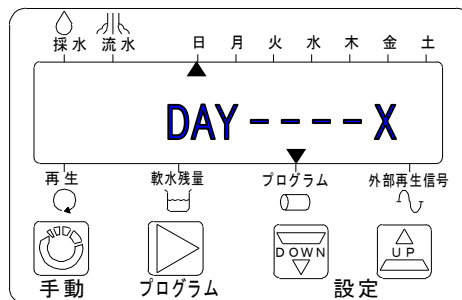 採水 流水 日 月 火 水 木 金 土
DAY----X
再生 軟水残量 プログラム 外部再生信号
DOWN UP
手動 プログラム 設定